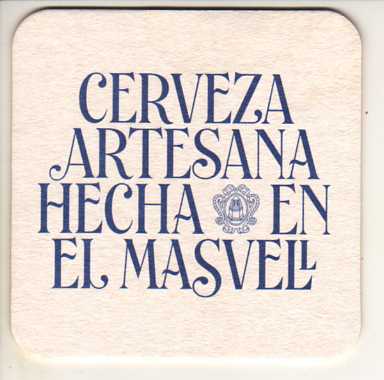 CERVEZA
ARTESANA
HECHA EN
EL MASVELL